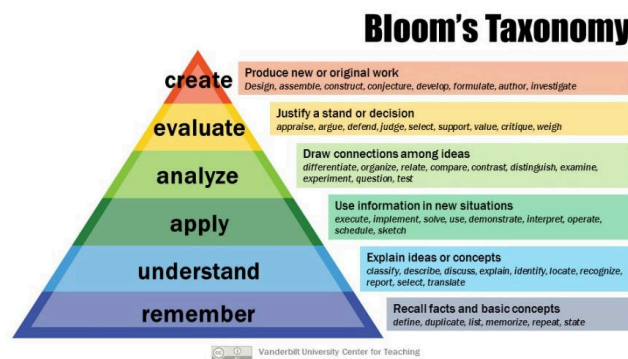 Bloom's Taxonomy
create
Produce new or original work
Design, assemble, construct, conjecture, develop, formulate, author, investigate
evaluate
Justify a stand or decision
appraise, argue, defend, judge, select, support, value, critique, weigh
analyze
Draw connections among ideas
differentiate, organize, relate, compare, contrast, distinguish, examine,
experiment, question, test
apply
Use information in new situations
execute, implement, solve, use, demonstrate, interpret, operate,
schedule, sketch
understand
Explain ideas or concepts
classify, describe, discuss, explain, identify, locate, recognize,
report, select, translate
remember
Recall facts and basic concepts
define, duplicate, list, memorize, repeat, state
cc
Vanderbilt University Center for Teaching